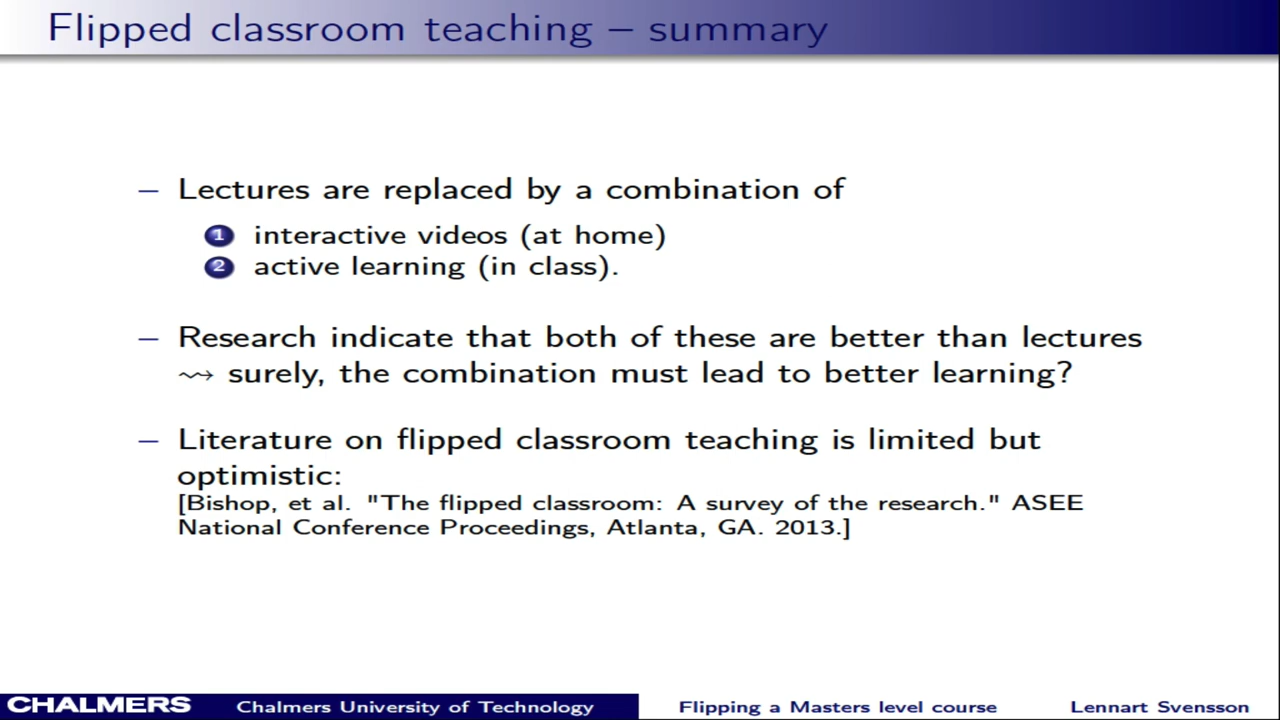 Flipped classroom teaching – summary
– Lectures are replaced by a combination of
1 interactive videos (at home)
2 active learning (in class).
– Research indicate that both of these are better than lectures
⇝ surely, the combination must lead to better learning?
– Literature on flipped classroom teaching is limited but
optimistic:
[Bishop, et al. "The flipped classroom: A survey of the research." ASEE
National Conference Proceedings, Atlanta, GA. 2013.]
CHALMERS Chalmers University of Technology Flipping a Masters level course Lennart Svensson